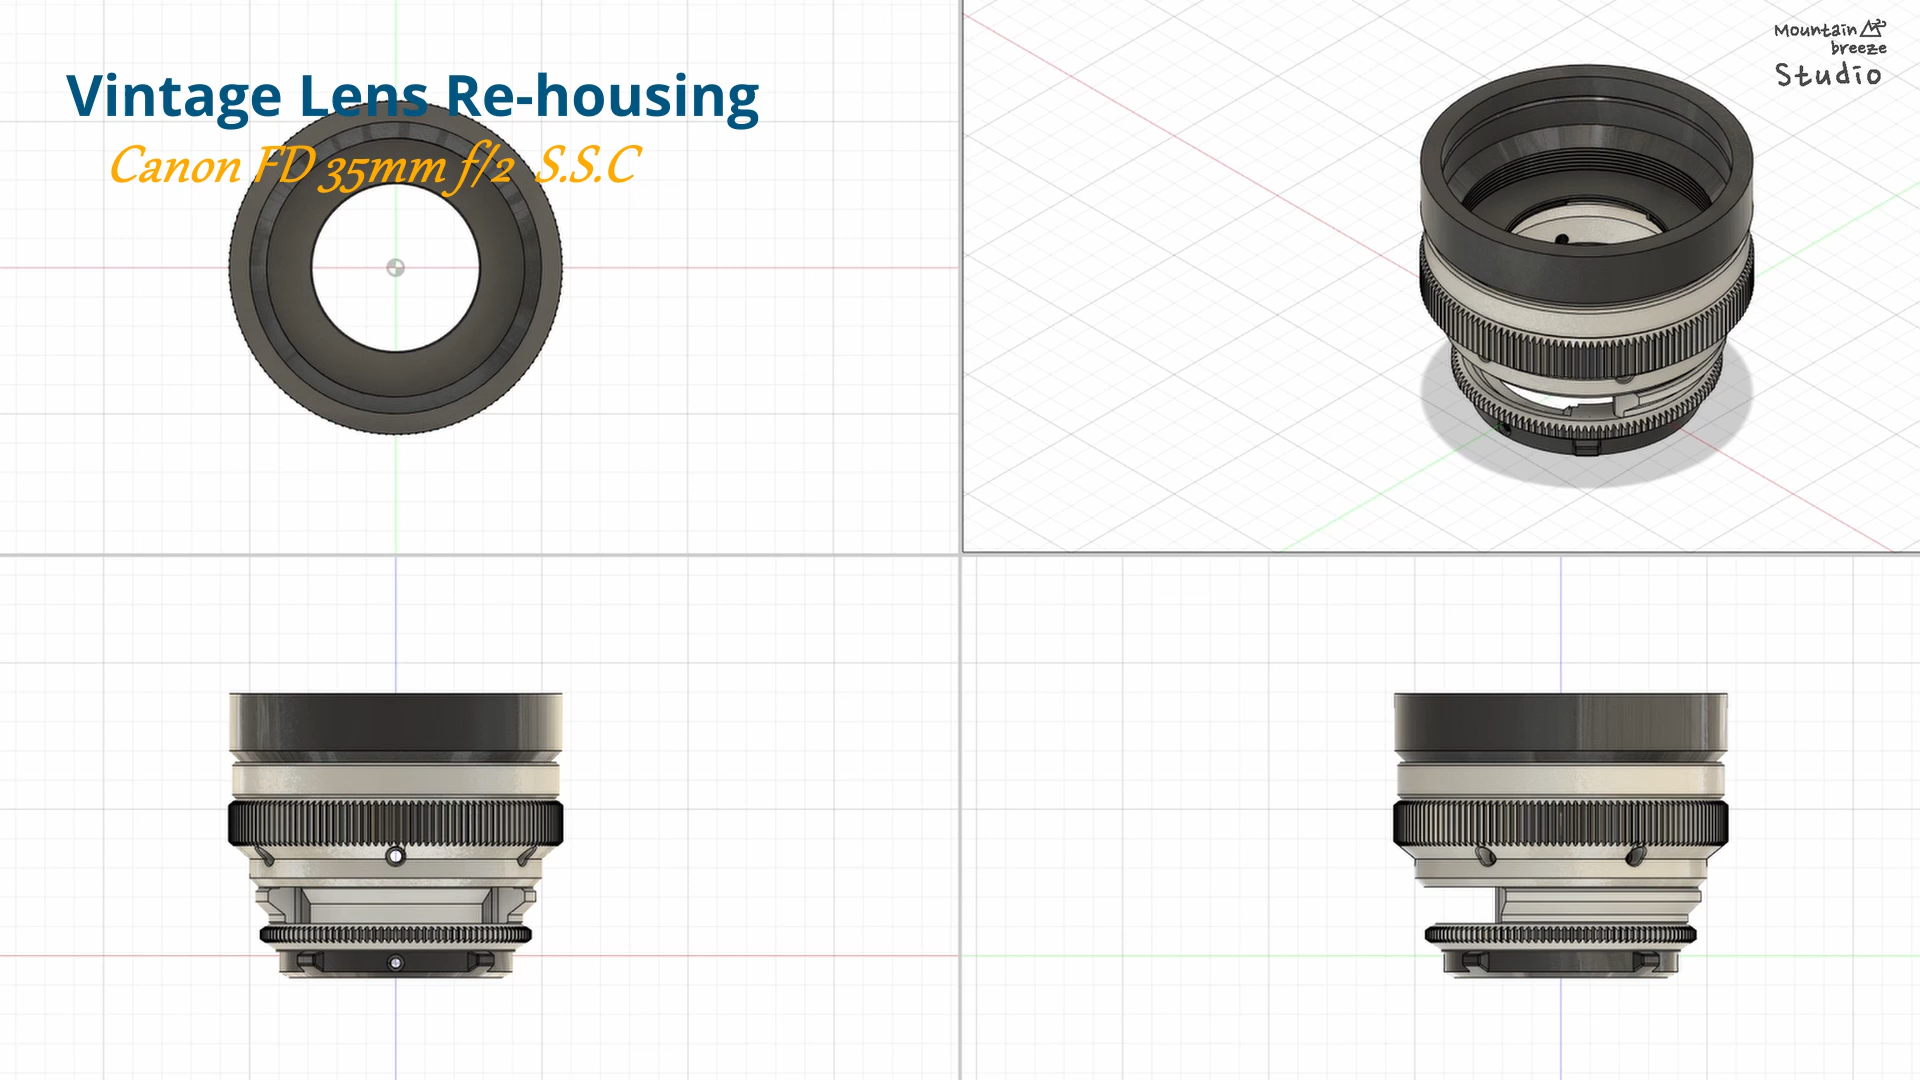 Vintage Lens Re-housing
Canon FD 35mm f/2 S.S.C
Mountain
breeze
Studio